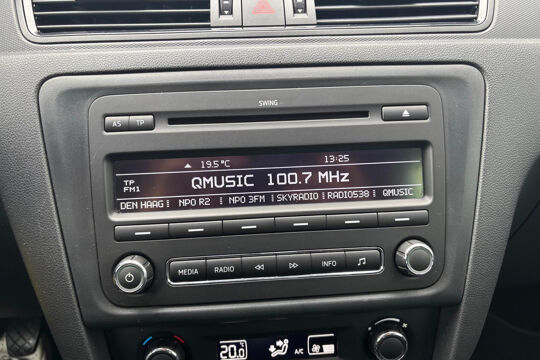 SWING
AS TP
19.5°C 13:25
TP
FM1
QMUSIC 100.7 MHz
DEN HAAG NPO R2 NPO 3FM SKYRADIO RADIO538 QMUSIC
MEDIA RADIO INFO
20.0 A/C